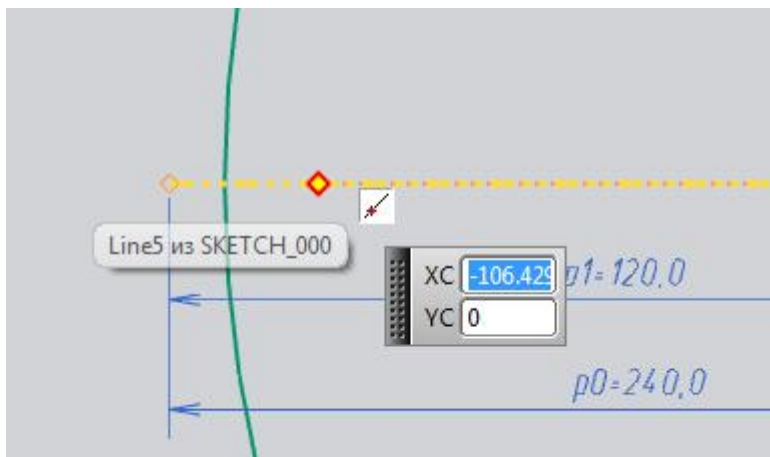 Line5 из SKETCH_000
XC -106.429
p1=120,0
YC 0
p0=240,0